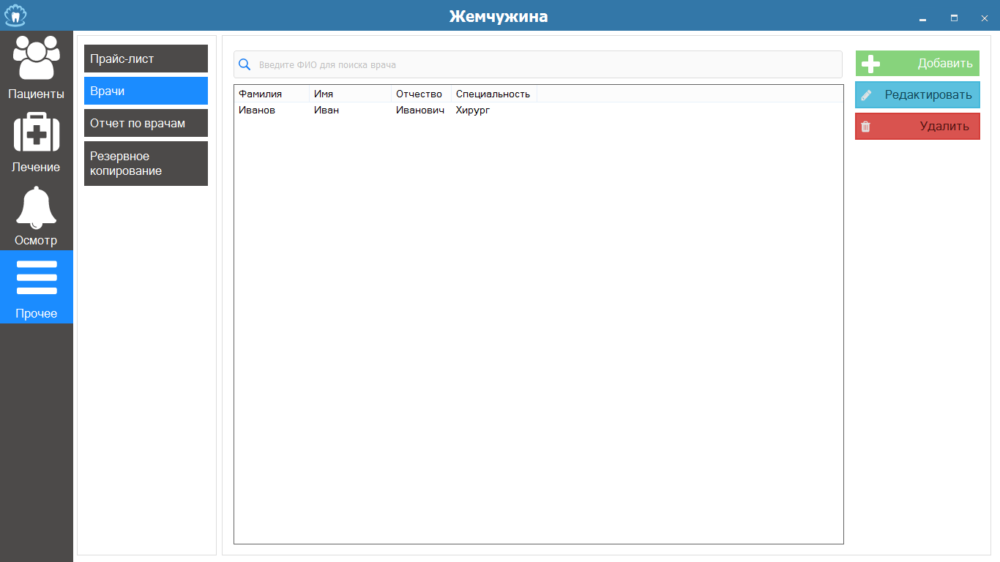 Жемчужина
Пациенты
Лечение
Осмотр
Прочее
Прайс-лист
Врачи
Отчет по врачам
Резервное
копирование
Введите ФИО для поиска врача
Фамилия Имя Отчество Специальность
Иванов Иван Иванович Хирург
Добавить
Редактировать
Удалить